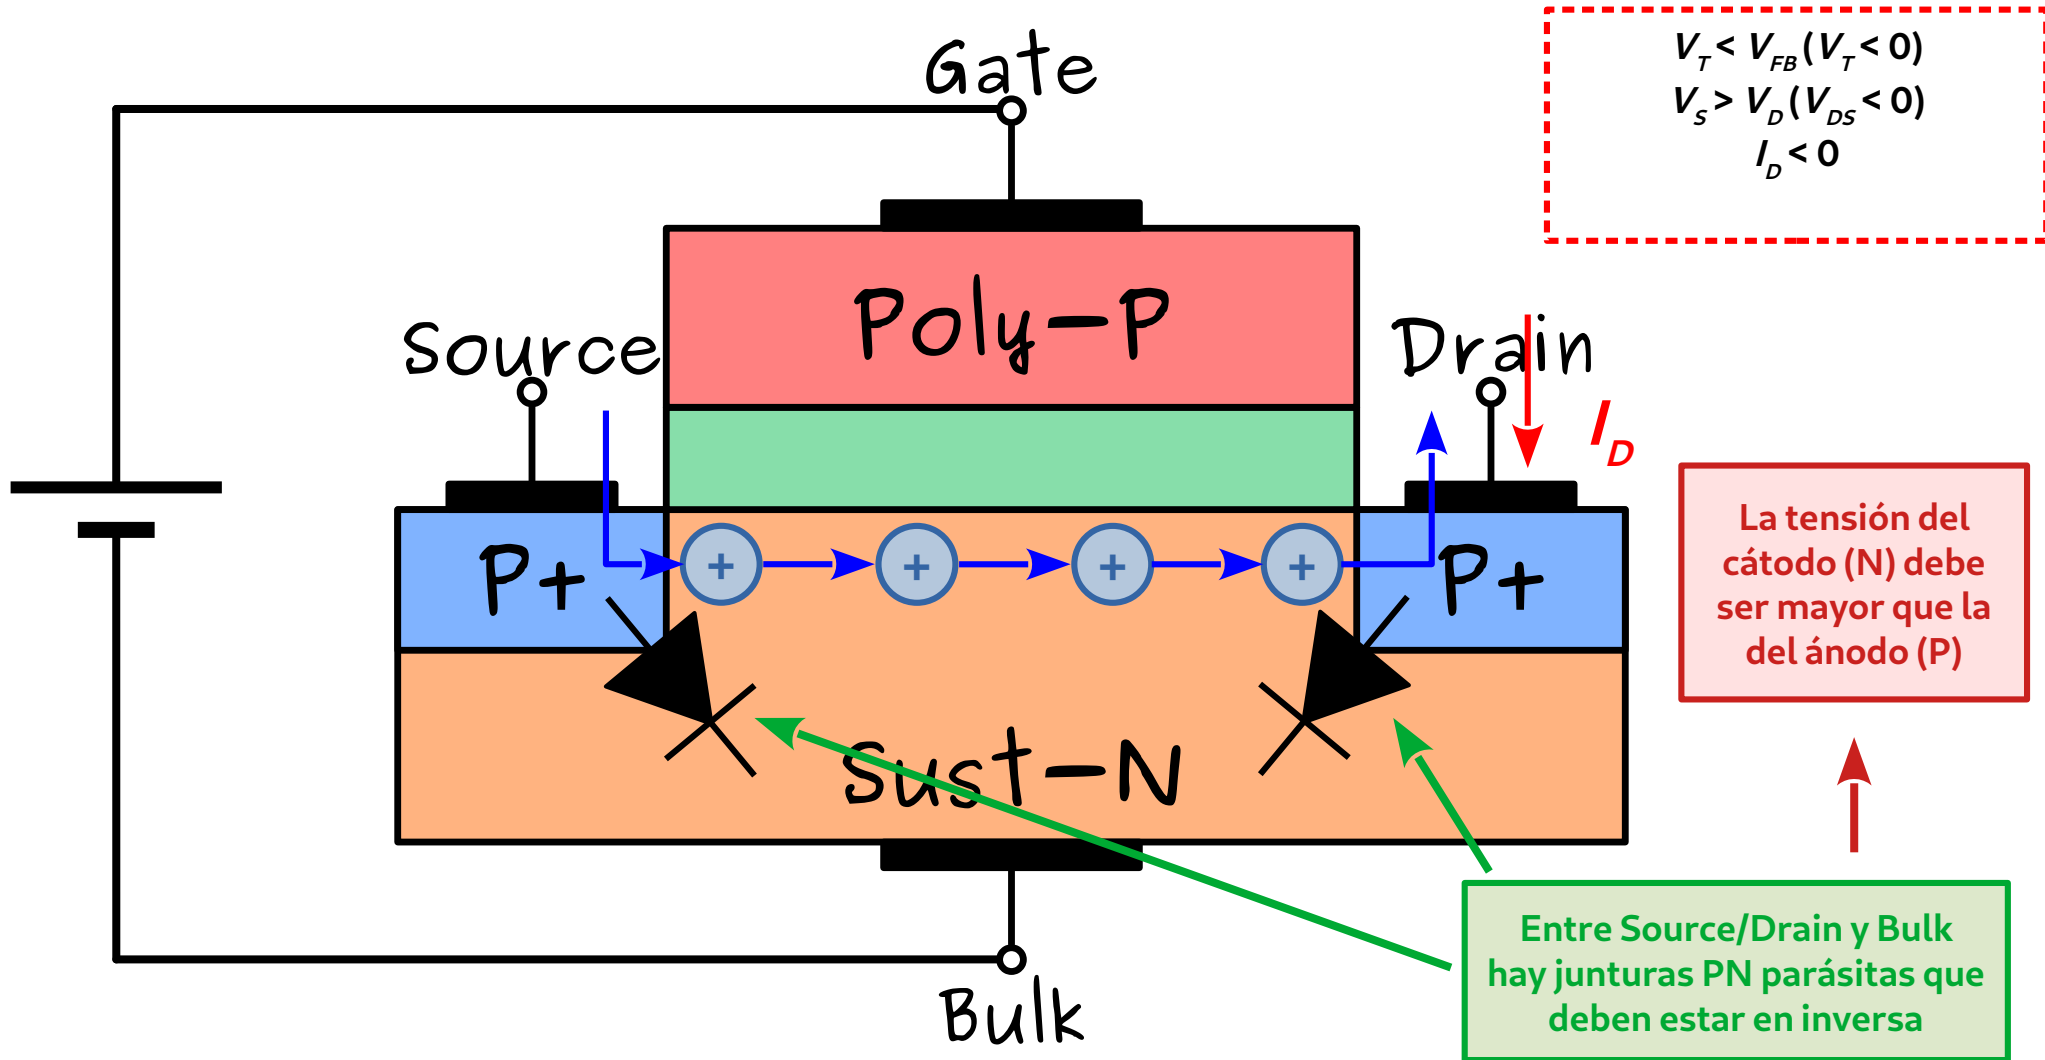 Gate
V_T < V_FB (V_T < 0)
V_S > V_D (V_DS < 0)
I_D < 0
Poly-P
Source
Drain
I_D
P+
+
+
+
+
P+
La tensión del
cátodo (N) debe
ser mayor que la
del ánodo (P)
Sust-N
Entre Source/Drain y Bulk
hay junturas PN parásitas que
deben estar en inversa
Bulk